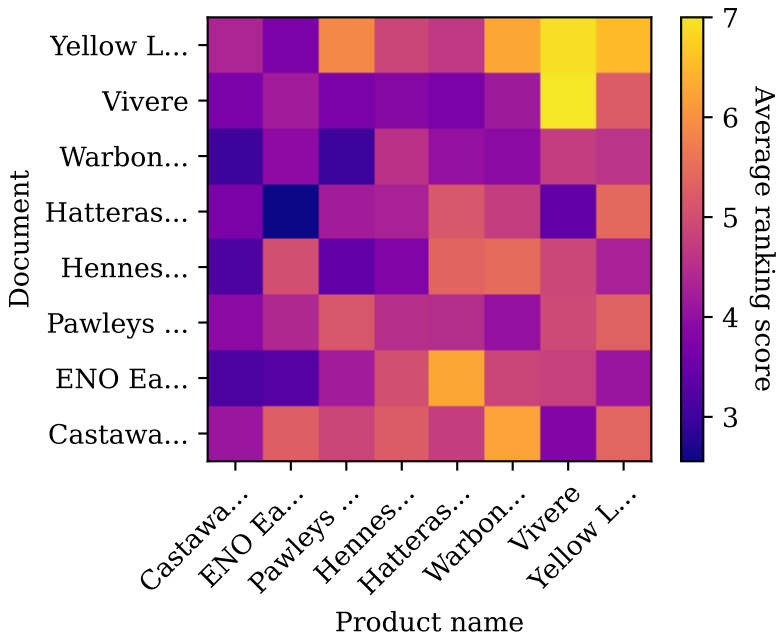 Document
Yellow L...
Vivere
Warbon...
Hatteras...
Hennes...
Pawleys ...
ENO Ea...
Castawa...
Castawa...
ENO Ea...
Pawleys ...
Hennes...
Hatteras...
Warbon...
Vivere
Yellow L...
Product name
7
6
5
4
3
Average ranking score